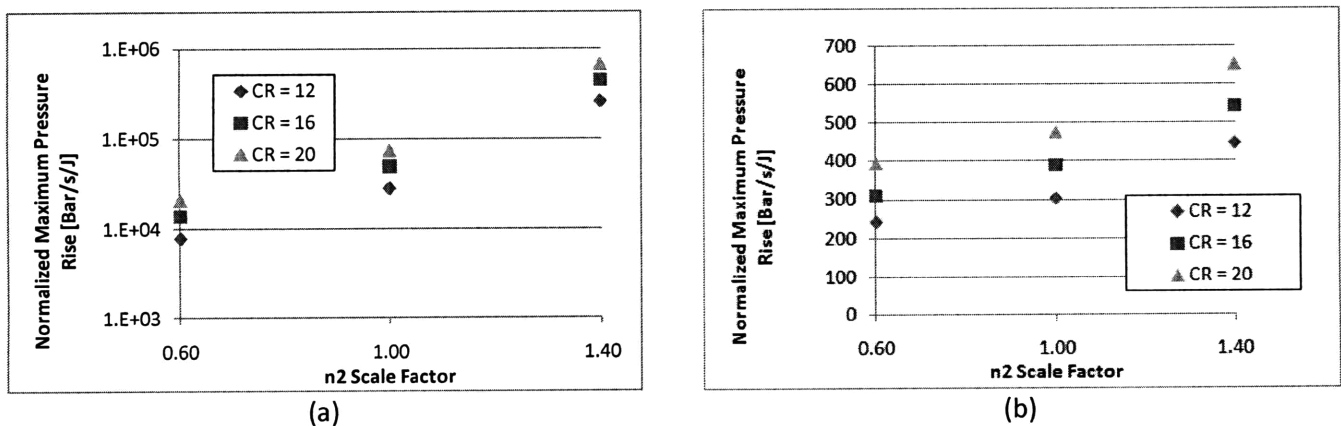 Normalized Maximum Pressure
Rise [Bar/s/J]
1.E+06
1.E+05
1.E+04
1.E+03
CR = 12
CR = 16
CR = 20
0.60
1.00
1.40
n2 Scale Factor
(a)
Normalized Maximum Pressure
Rise [Bar/s/J]
700
600
500
400
300
200
100
0
CR = 12
CR = 16
CR = 20
0.60
1.00
1.40
n2 Scale Factor
(b)